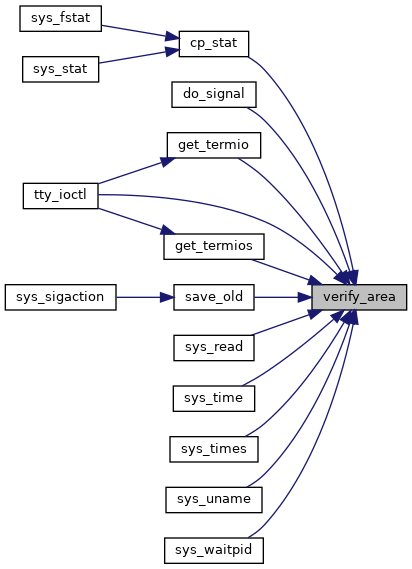 sys_fstat
cp_stat
sys_stat
do_signal
get_termio
tty_ioctl
get_termios
sys_sigaction
save_old
verify_area
sys_read
sys_time
sys_times
sys_uname
sys_waitpid